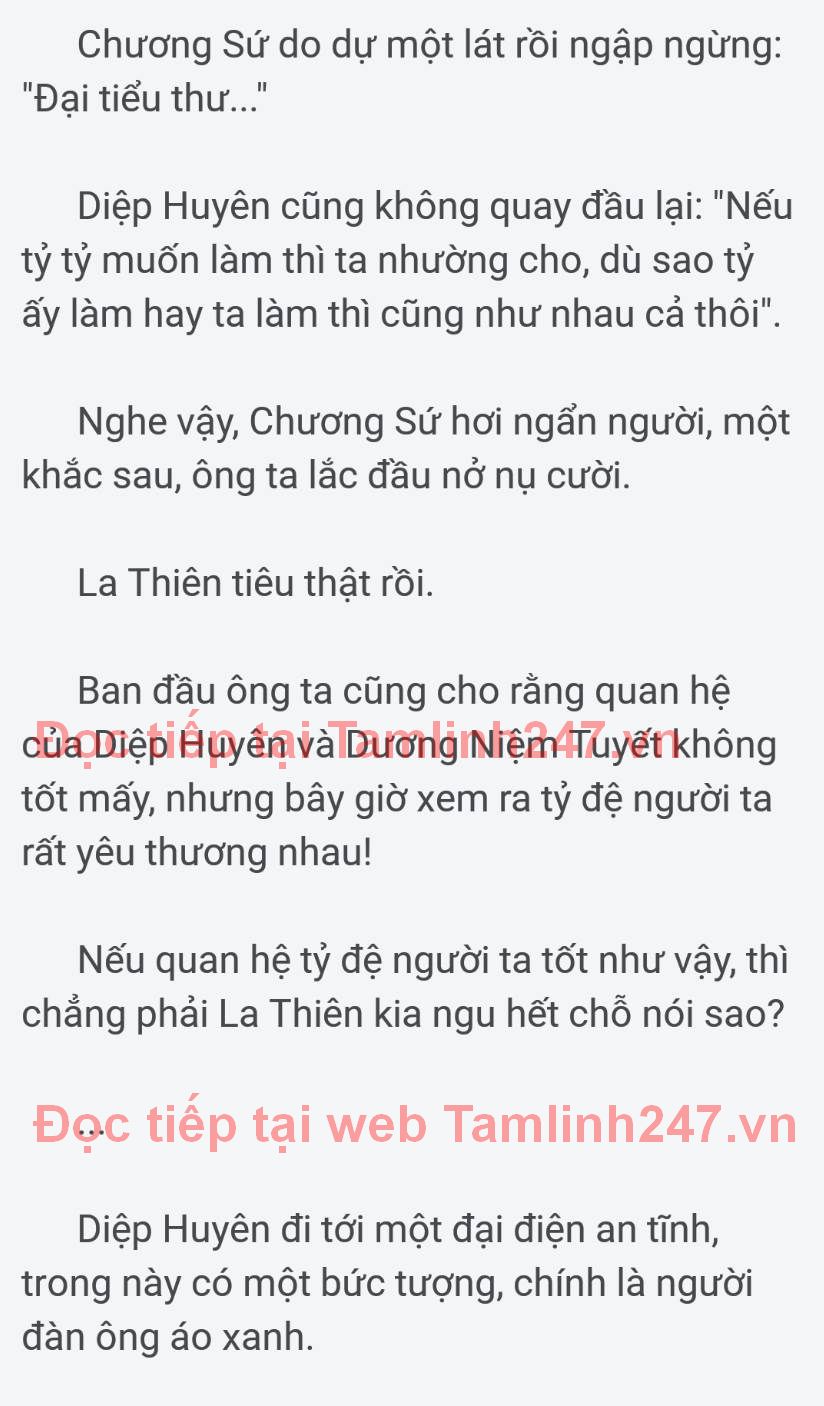 Chương Sứ do dự một lát rồi ngập ngừng:
"Đại tiểu thư..."
Diệp Huyên cũng không quay đầu lại: "Nếu
tỷ tỷ muốn làm thì ta nhường cho, dù sao tỷ
ấy làm hay ta làm thì cũng như nhau cả thôi".
Nghe vậy, Chương Sứ hơi ngẩn người, một
khắc sau, ông ta lắc đầu nở nụ cười.
La Thiên tiêu thật rồi.
Ban đầu ông ta cũng cho rằng quan hệ
của Diệp Huyên và Dương Niệm Tuyết không
Đọc tiếp tại Tamlinh247.vn
tốt mấy, nhưng bây giờ xem ra tỷ đệ người ta
rất yêu thương nhau!
Nếu quan hệ tỷ đệ người ta tốt như vậy, thì
chẳng phải La Thiên kia ngu hết chỗ nói sao?
...
Đọc tiếp tại web Tamlinh247.vn
Diệp Huyên đi tới một đại điện an tĩnh,
trong này có một bức tượng, chính là người
đàn ông áo xanh.